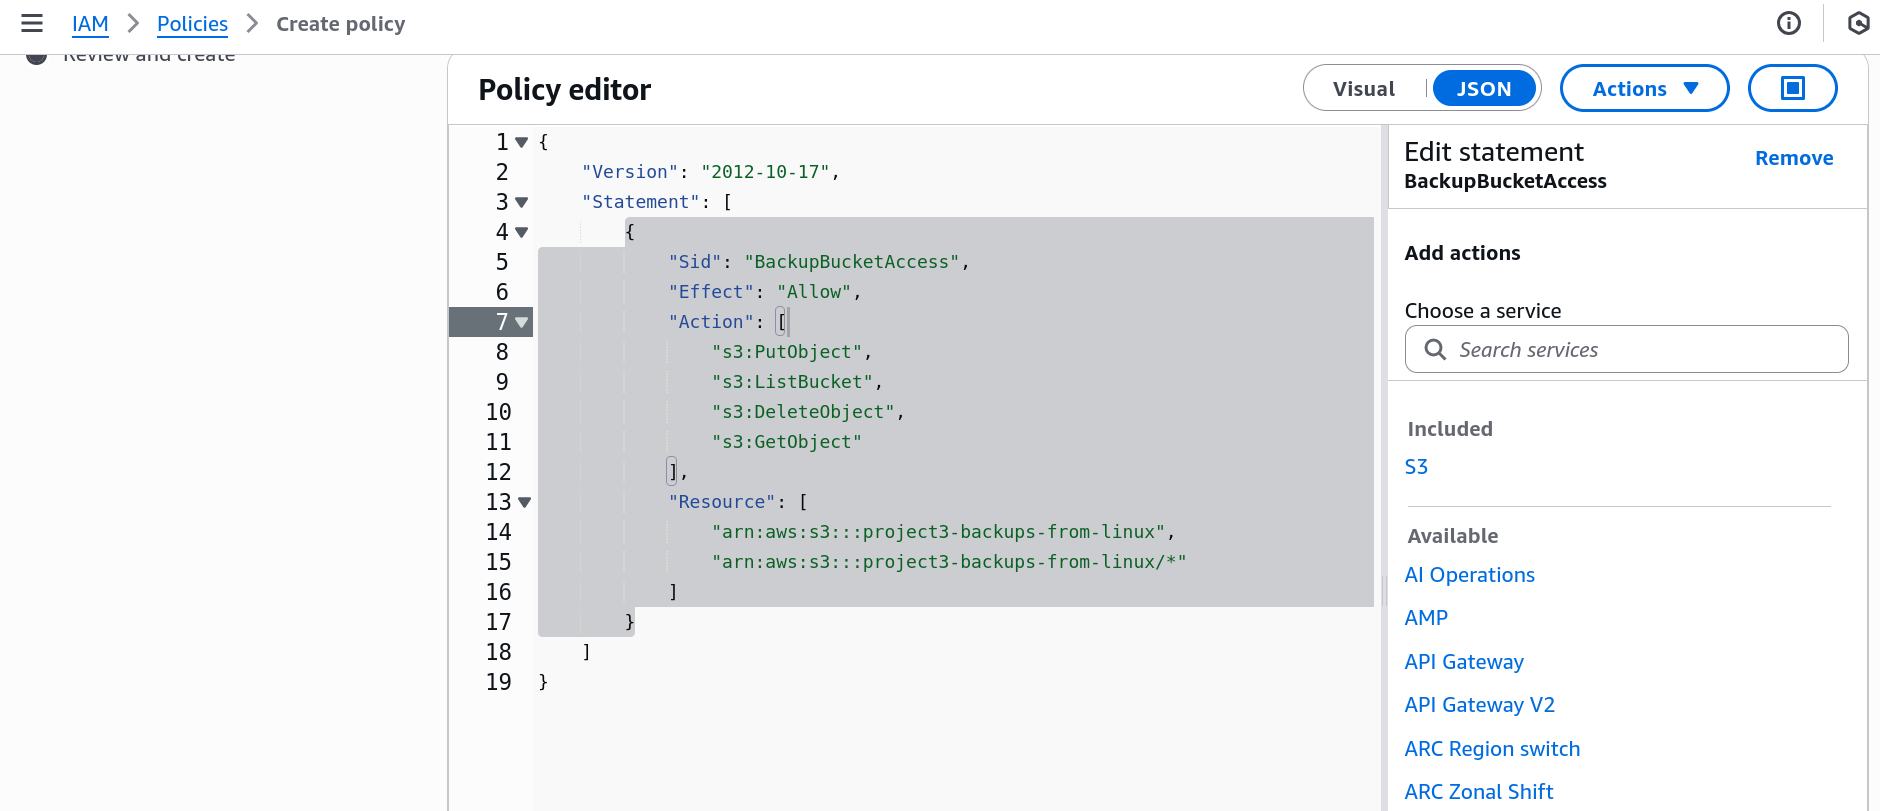 IAM > Policies > Create policy
Review and create
Policy editor
Visual
JSON
Actions
1 {
2     "Version": "2012-10-17",
3     "Statement": [
4         {
5             "Sid": "BackupBucketAccess",
6             "Effect": "Allow",
7             "Action": [
8                 "s3:PutObject",
9                 "s3:ListBucket",
10                 "s3:DeleteObject",
11                 "s3:GetObject"
12             ],
13             "Resource": [
14                 "arn:aws:s3:::project3-backups-from-linux",
15                 "arn:aws:s3:::project3-backups-from-linux/*"
16             ]
17         }
18     ]
19 }
Edit statement
Remove
BackupBucketAccess
Add actions
Choose a service
Search services
Included
S3
Available
AI Operations
AMP
API Gateway
API Gateway V2
ARC Region switch
ARC Zonal Shift